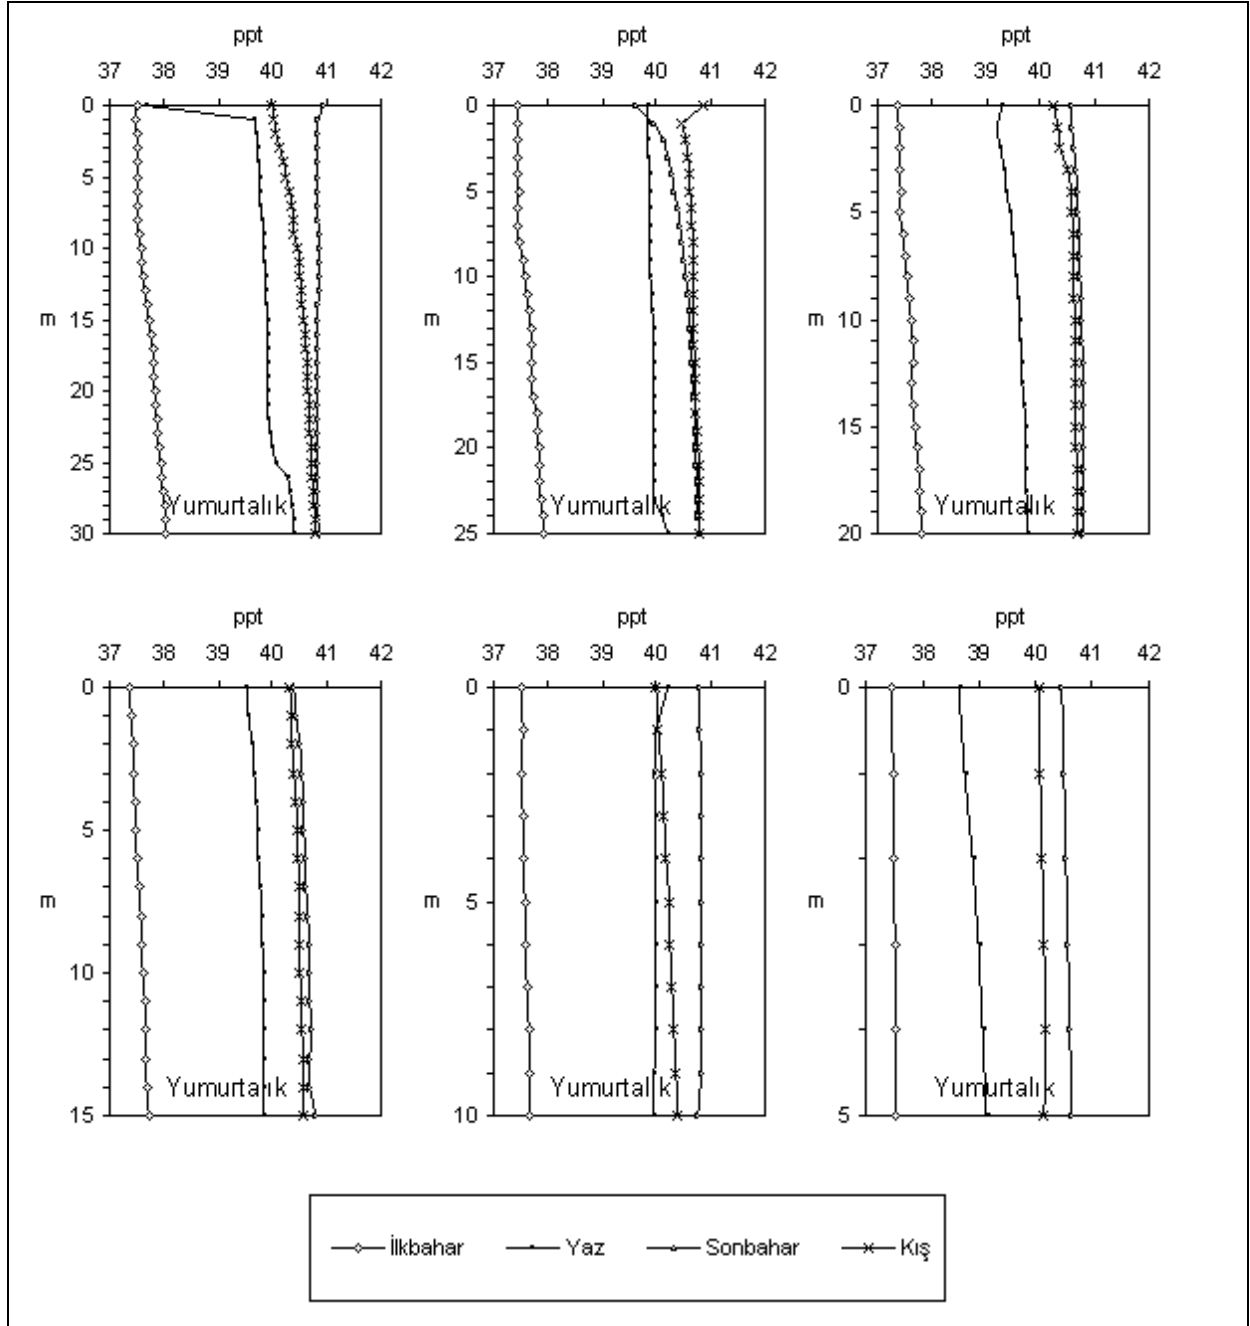 ppt ppt ppt
37 38 39 40 41 42 37 38 39 40 41 42 37 38 39 40 41 42
0 0 0
5 5 5
10 10 10
m 15 m 15 m 15
20 20 20
25 25
30
Yumurtalık Yumurtalık Yumurtalık
ppt ppt ppt
37 38 39 40 41 42 37 38 39 40 41 42 37 38 39 40 41 42
0 0 0
5 5 5
m m m
10 10
15
Yumurtalık Yumurtalık Yumurtalık
İlkbahar Yaz Sonbahar Kış